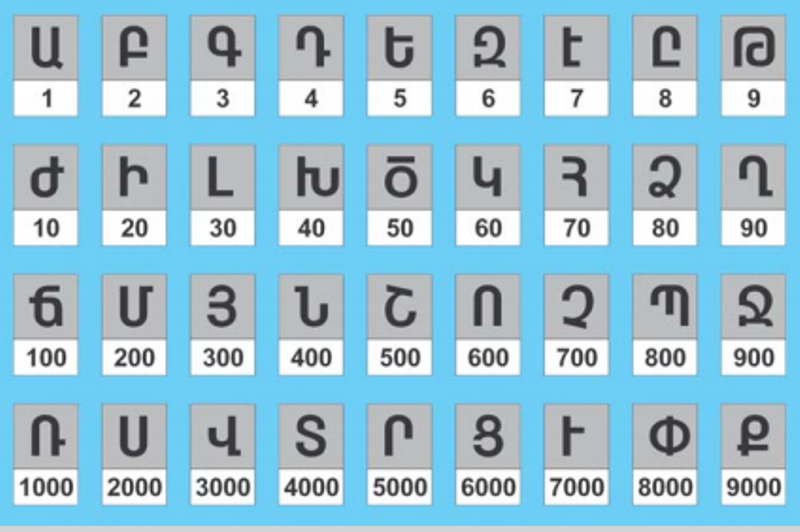 Ա Բ Գ Դ Ե Զ Է Ը Թ
1 2 3 4 5 6 7 8 9
Ժ Ի Լ Խ Ծ Կ Հ Ձ Ղ
10 20 30 40 50 60 70 80 90
Ճ Մ Յ Ն Շ Ո Չ Պ Ջ
100 200 300 400 500 600 700 800 900
Ռ Ս Վ Տ Ր Ց Ւ Փ Ք
1000 2000 3000 4000 5000 6000 7000 8000 9000